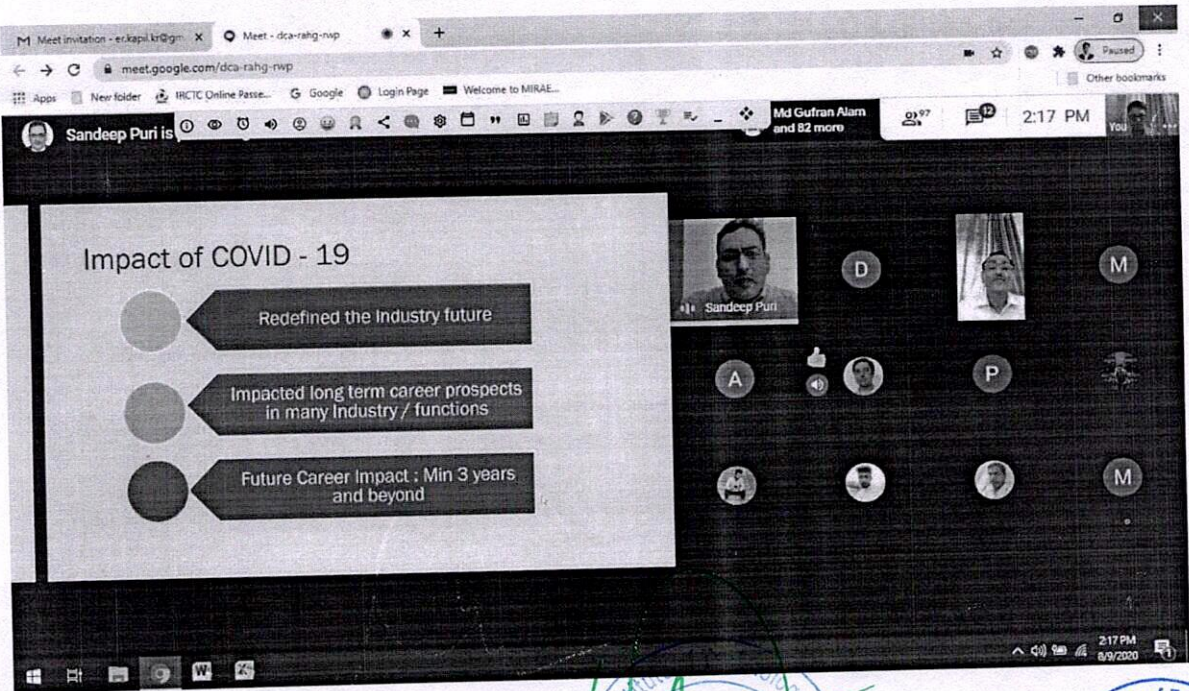 Meet invitation - er.kapil.kr@gm
Meet - dca-rahg-rwp
meet.google.com/dca-rahg-rwp
Paused
Apps
New folder
IRCTC Online Passe...
G Google
Login Page
Welcome to MIRAE...
Other bookmarks
Sandeep Puri is
Md Gufran Alam
and 82 more
97
12
2:17 PM
You
Impact of COVID - 19
Redefined the Industry future
Impacted long term career prospects
in many Industry / functions
Future Career Impact : Min 3 years
and beyond
Sandeep Puri
D
M
A
P
M
2:17 PM
8/9/2020
1